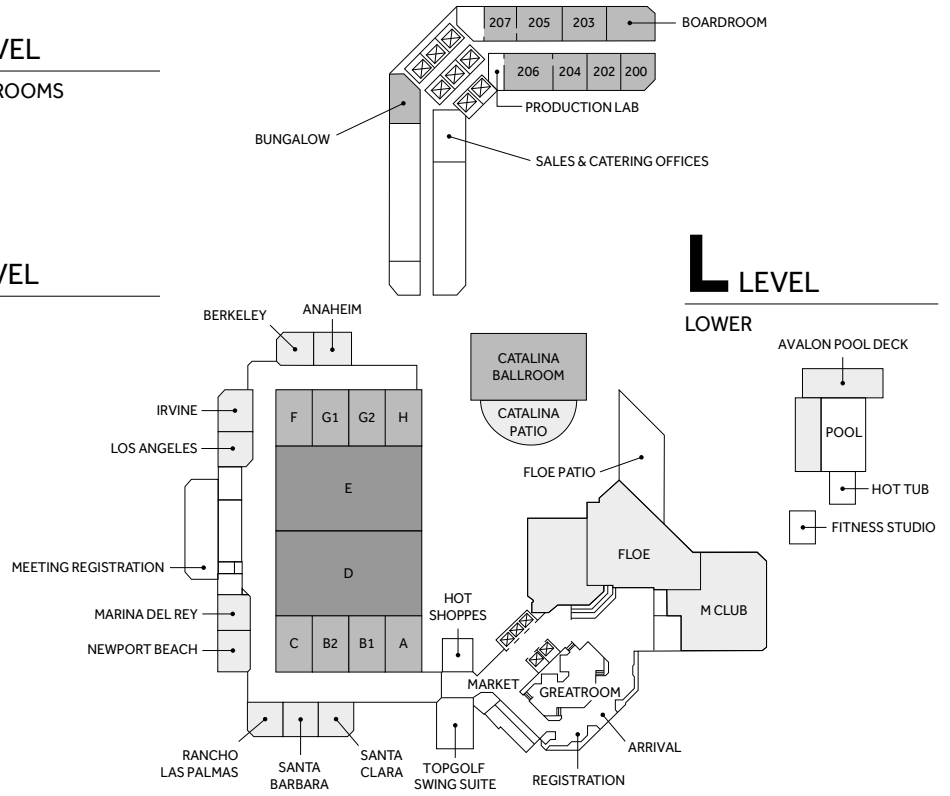 207 205 203 BOARDROOM
VEL
206 204 202 200
ROOMS
PRODUCTION LAB
BUNGALOW
SALES & CATERING OFFICES
VEL
L LEVEL
LOWER
BERKELEY
ANAHEIM
IRVINE
LOS ANGELES
MEETING REGISTRATION
MARINA DEL REY
NEWPORT BEACH
F G1 G2 H
E
D
C B2 B1 A
RANCHO
LAS PALMAS
SANTA
BARBARA
SANTA
CLARA
CATALINA
BALLROOM
CATALINA
PATIO
FLOE PATIO
FLOE
M CLUB
HOT
SHOPPES
MARKET
GREATROOM
ARRIVAL
REGISTRATION
TOPGOLF
SWING SUITE
AVALON POOL DECK
POOL
HOT TUB
FITNESS STUDIO